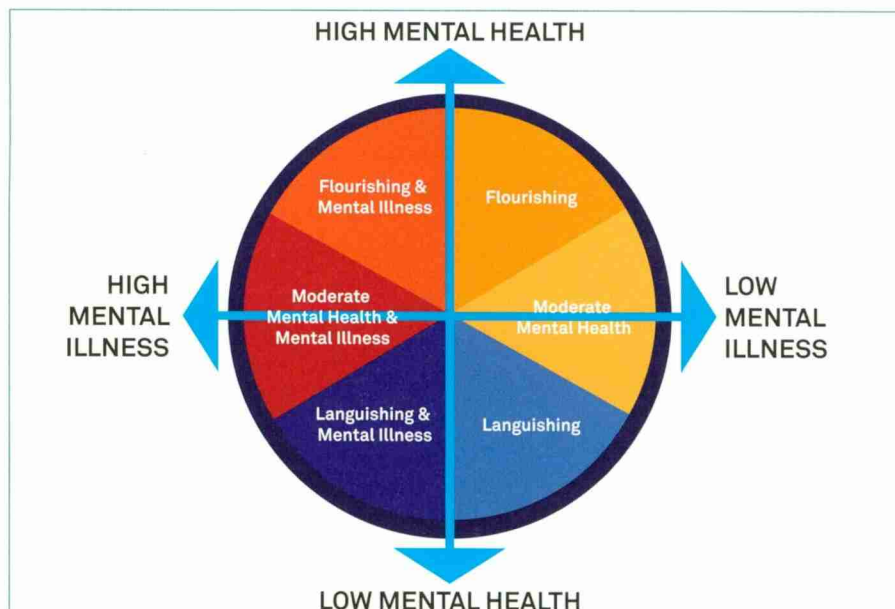 HIGH MENTAL HEALTH
Flourishing &
Mental Illness
Flourishing
HIGH
MENTAL
ILLNESS
Moderate
Mental Health &
Mental Illness
Moderate
Mental Health
LOW
MENTAL
ILLNESS
Languishing &
Mental Illness
Languishing
LOW MENTAL HEALTH